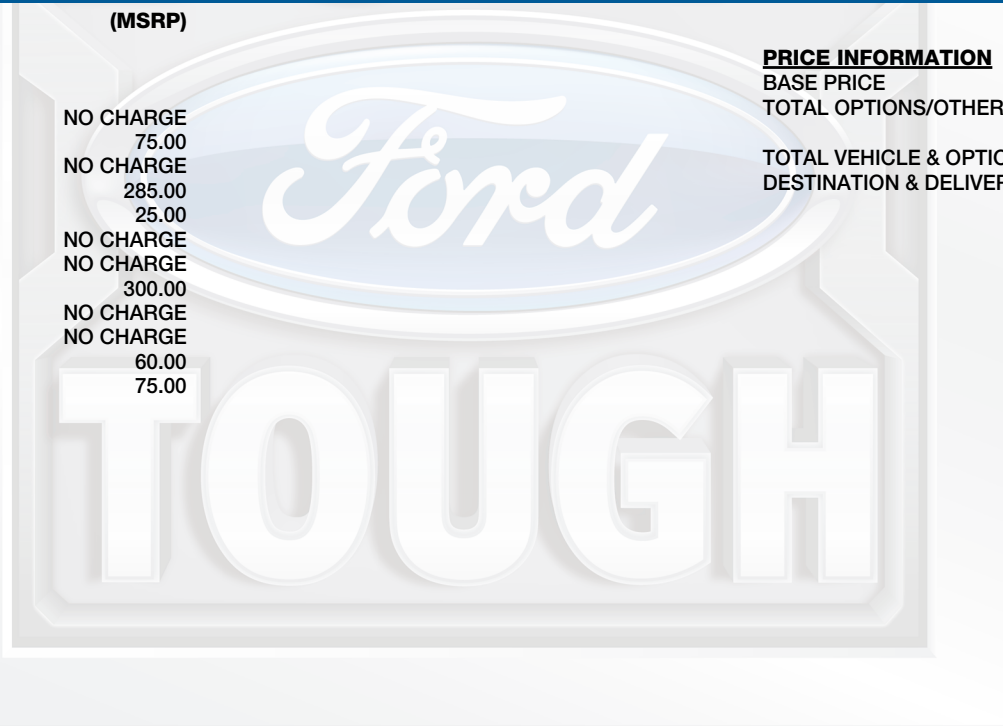 (MSRP)
NO CHARGE
75.00
NO CHARGE
285.00
25.00
NO CHARGE
NO CHARGE
300.00
NO CHARGE
NO CHARGE
60.00
75.00
PRICE INFORMATION
BASE PRICE
TOTAL OPTIONS/OTHER
TOTAL VEHICLE & OPTIO
DESTINATION & DELIVER
Ford
TOUGH